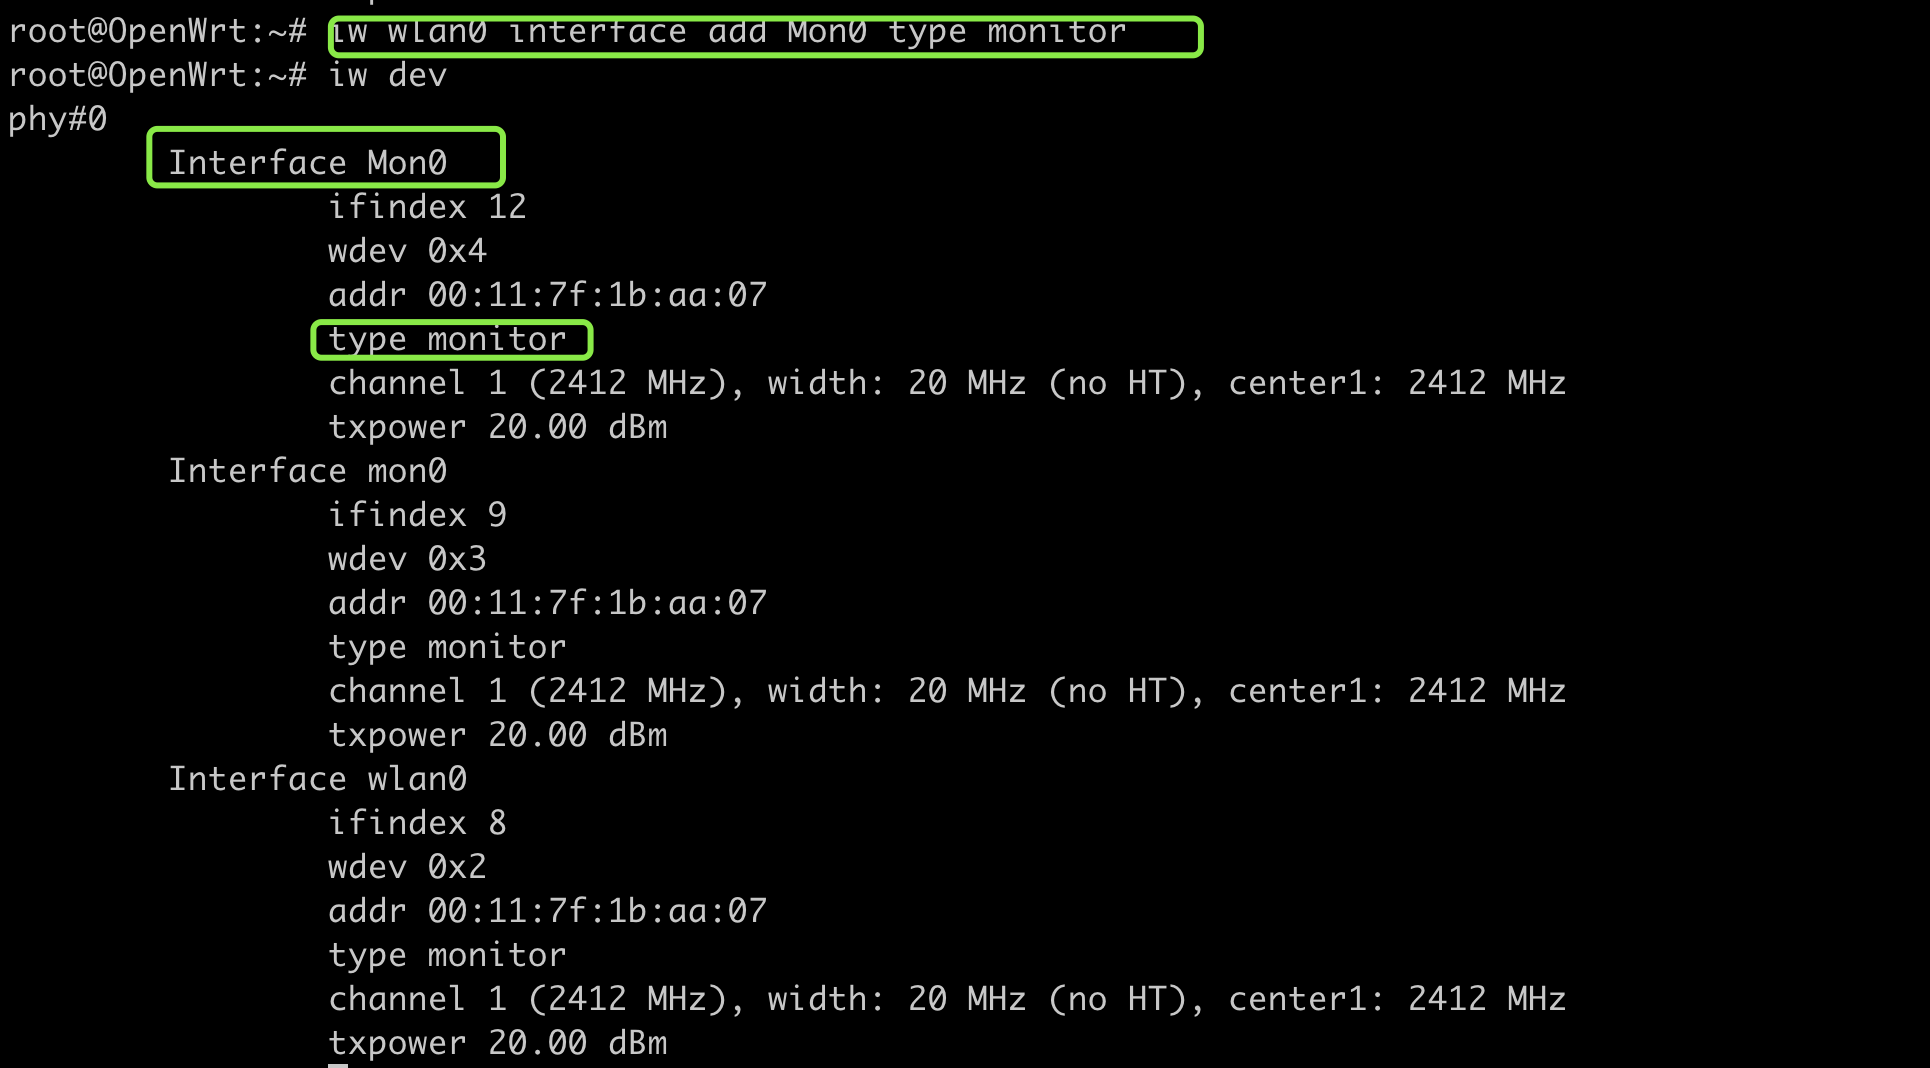 root@OpenWrt:~# iw wlan0 interface add Mon0 type monitor
root@OpenWrt:~# iw dev
phy#0
Interface Mon0
ifindex 12
wdev 0x4
addr 00:11:7f:1b:aa:07
type monitor
channel 1 (2412 MHz), width: 20 MHz (no HT), center1: 2412 MHz
txpower 20.00 dBm
Interface mon0
ifindex 9
wdev 0x3
addr 00:11:7f:1b:aa:07
type monitor
channel 1 (2412 MHz), width: 20 MHz (no HT), center1: 2412 MHz
txpower 20.00 dBm
Interface wlan0
ifindex 8
wdev 0x2
addr 00:11:7f:1b:aa:07
type monitor
channel 1 (2412 MHz), width: 20 MHz (no HT), center1: 2412 MHz
txpower 20.00 dBm